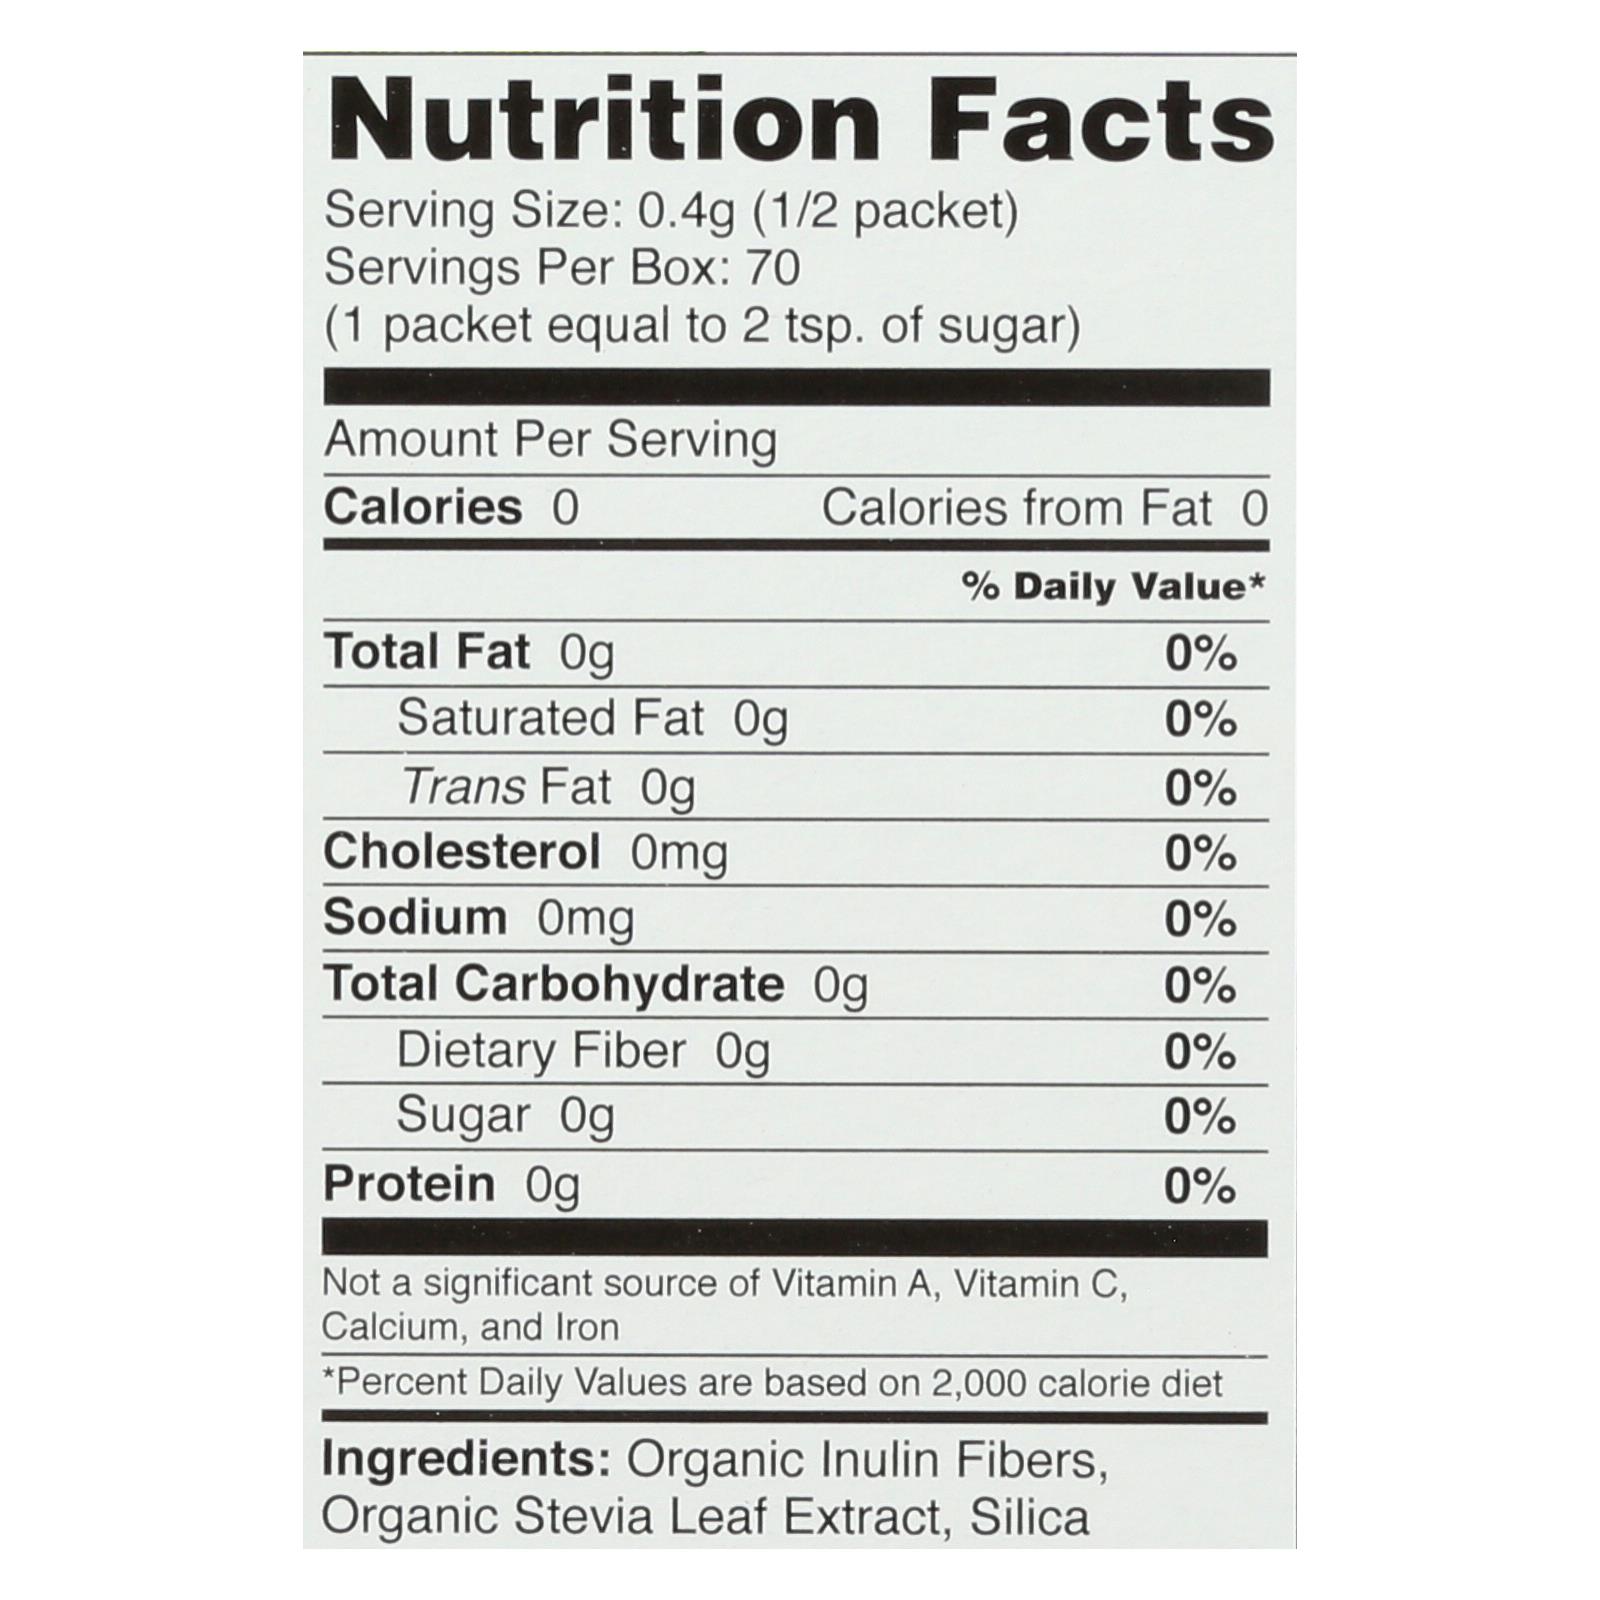 Nutrition Facts
Serving Size: 0.4g (1/2 packet)
Servings Per Box: 70
(1 packet equal to 2 tsp. of sugar)
Amount Per Serving
Calories 0 Calories from Fat 0
% Daily Value*
Total Fat 0g 0%
Saturated Fat 0g 0%
Trans Fat 0g 0%
Cholesterol 0mg 0%
Sodium 0mg 0%
Total Carbohydrate 0g 0%
Dietary Fiber 0g 0%
Sugar 0g 0%
Protein 0g 0%
Not a significant source of Vitamin A, Vitamin C,
Calcium, and Iron
*Percent Daily Values are based on 2,000 calorie diet
Ingredients: Organic Inulin Fibers,
Organic Stevia Leaf Extract, Silica